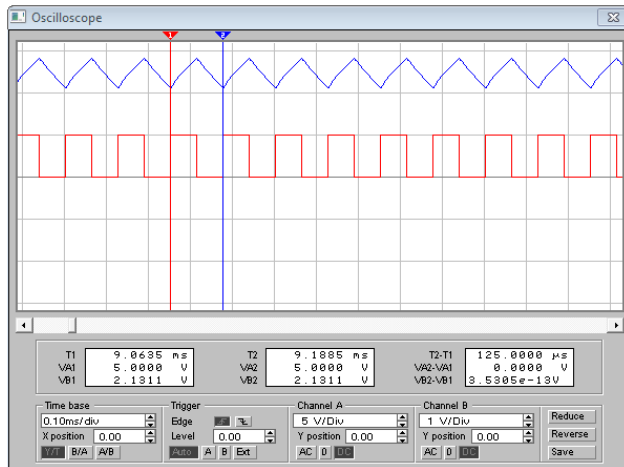 Oscilloscope
1 2
T1 9.0635 ms T2 9.1885 ms T2-T1 125.0000 µs
VA1 5.0000 V VA2 5.0000 V VA2-VA1 0.0000 V
VB1 2.1311 V VB2 2.1311 V VB2-VB1 3.5305e-13V
Time base Trigger Channel A Channel B
0.10ms/div Edge 5 V/Div 1 V/Div Reduce
X position 0.00 Level 0.00 Y position 0.00 Y position 0.00 Reverse
Y/T B/A A/B Auto A B Ext AC 0 DC AC 0 DC Save